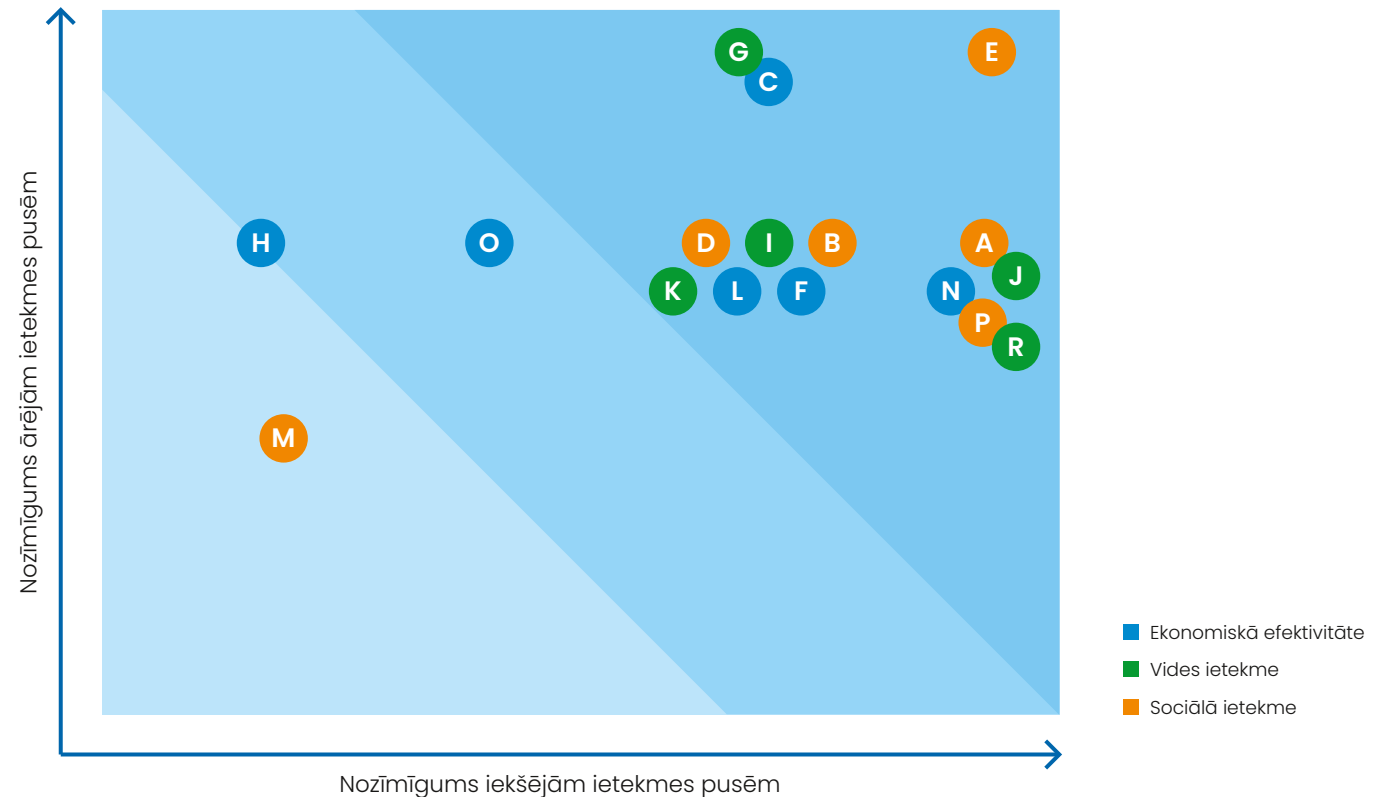 Nozīmīgums ārējām ietekmes pusēm
G
E
C
H
O
D
I
B
A
J
K
L
F
N
P
R
M
Ekonomiskā efektivitāte
Vides ietekme
Sociālā ietekme
Nozīmīgums iekšējām ietekmes pusēm